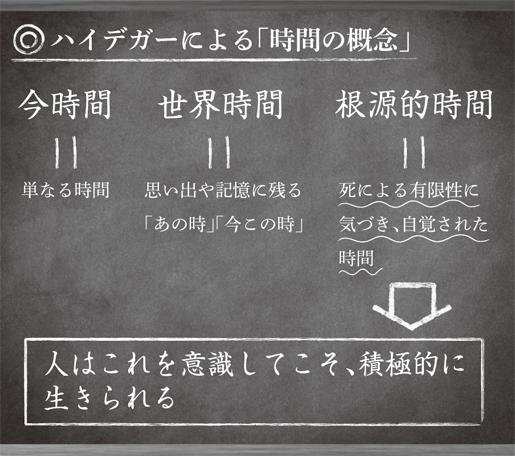 ◎ ハイデガーによる「時間の概念」
今時間
=
単なる時間
世界時間
=
思い出や記憶に残る
「あの時」「今この時」
根源的時間
=
死による有限性に
気づき、自覚された
時間
人はこれを意識してこそ、積極的に
生きられる